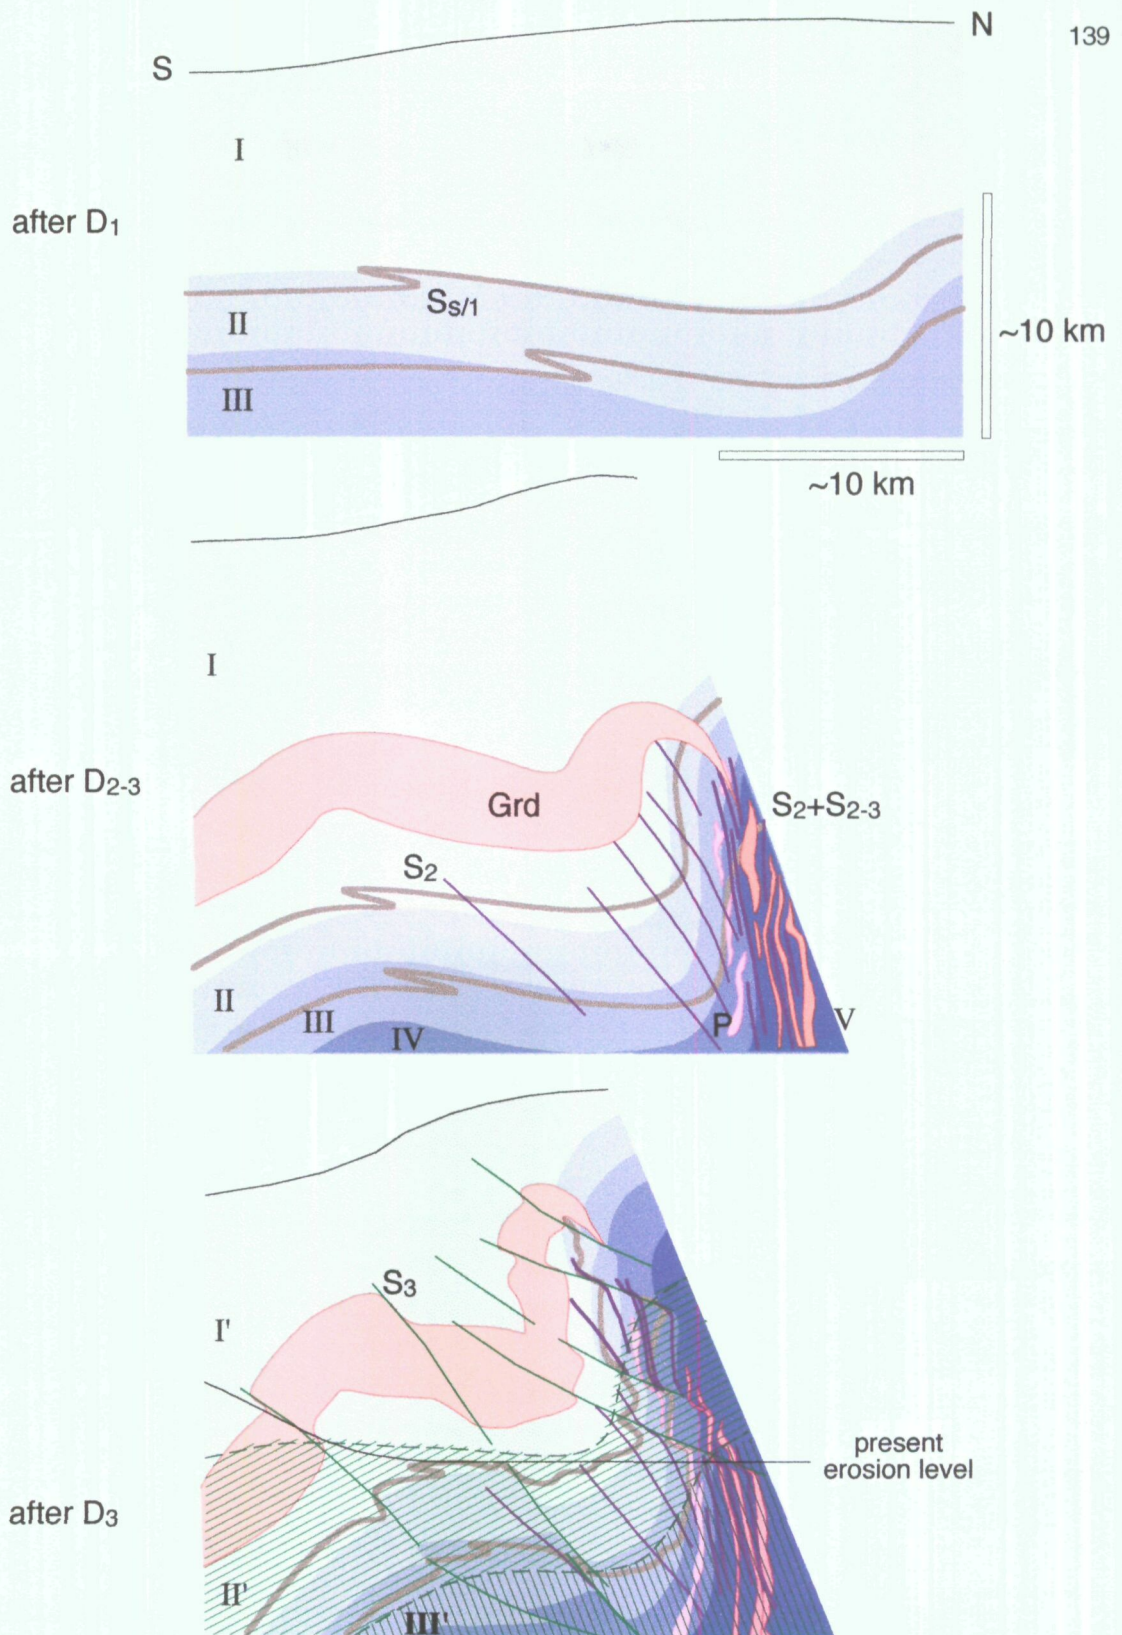 N
139
S
I
after D1
Ss/1
II
~10 km
III
~10 km
I
after D2-3
Grd
S2+S2-3
S2
II
III
IV
P
V
S3
I'
present
erosion level
after D3
II'
III'